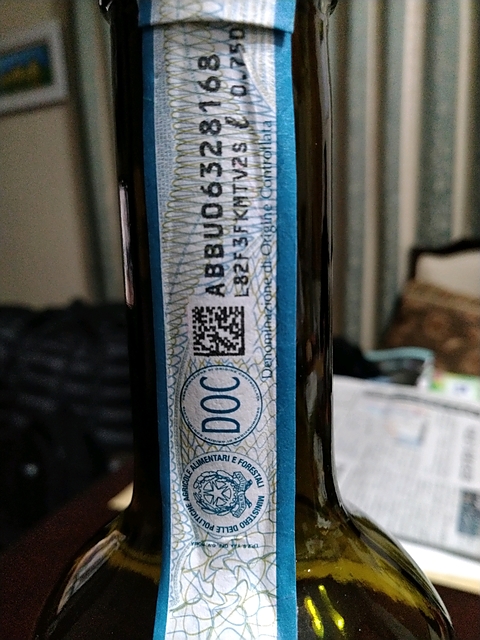 ABBU06328168
L82F3FKMTV2S ℓ 0.750
Denominazione di Origine Controllata
DOC
MINISTERO DELLE POLITICHE AGRICOLE ALIMENTARI E FORESTALI